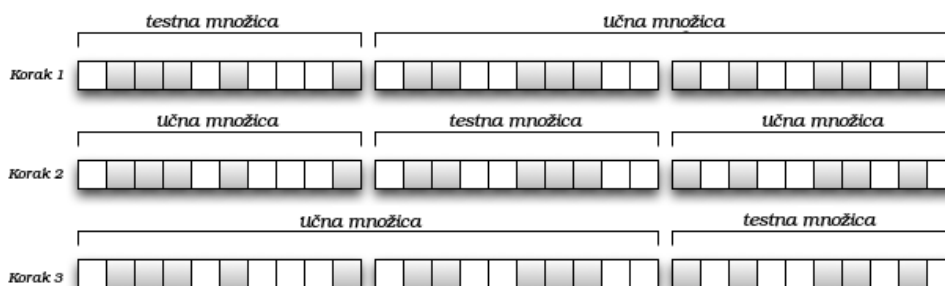 testna množica učna množica
Korak 1
učna množica testna množica učna množica
Korak 2
učna množica testna množica
Korak 3